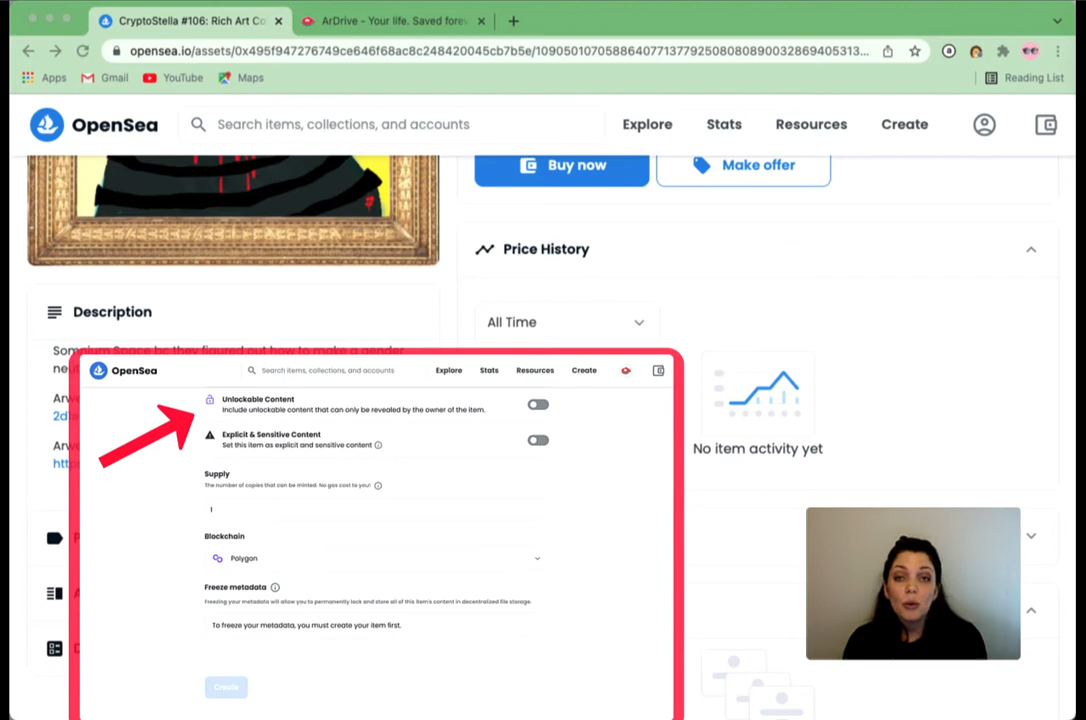 CryptoStella #106: Rich Art Co
ArDrive - Your life. Saved forev
opensea.io/assets/0x495f947276749ce646f68ac8c248420045cb7b5e/10905010705886407713779250808089003286940531 3...
Apps
Gmail
YouTube
Maps
Reading List
OpenSea
Search items, collections, and accounts
Explore
Stats
Resources
Create
Buy now
Make offer
Price History
All Time
No item activity yet
Description
Somnium Space bc they figured out how to make a gender
neu
Arw
2d1a
Arw
http
OpenSea
Search items, collections, and accounts
Explore
Stats
Resources
Create
Unlockable Content
Include unlockable content that can only be revealed by the owner of the item.
Explicit & Sensitive Content
Set this item as explicit and sensitive content
Supply
The number of copies that can be minted. No gas cost to you!
1
Blockchain
Polygon
Freeze metadata
Freezing your metadata will allow you to permanently lock and store all of this item's content in decentralized file storage.
To freeze your metadata, you must create your item first.
Create